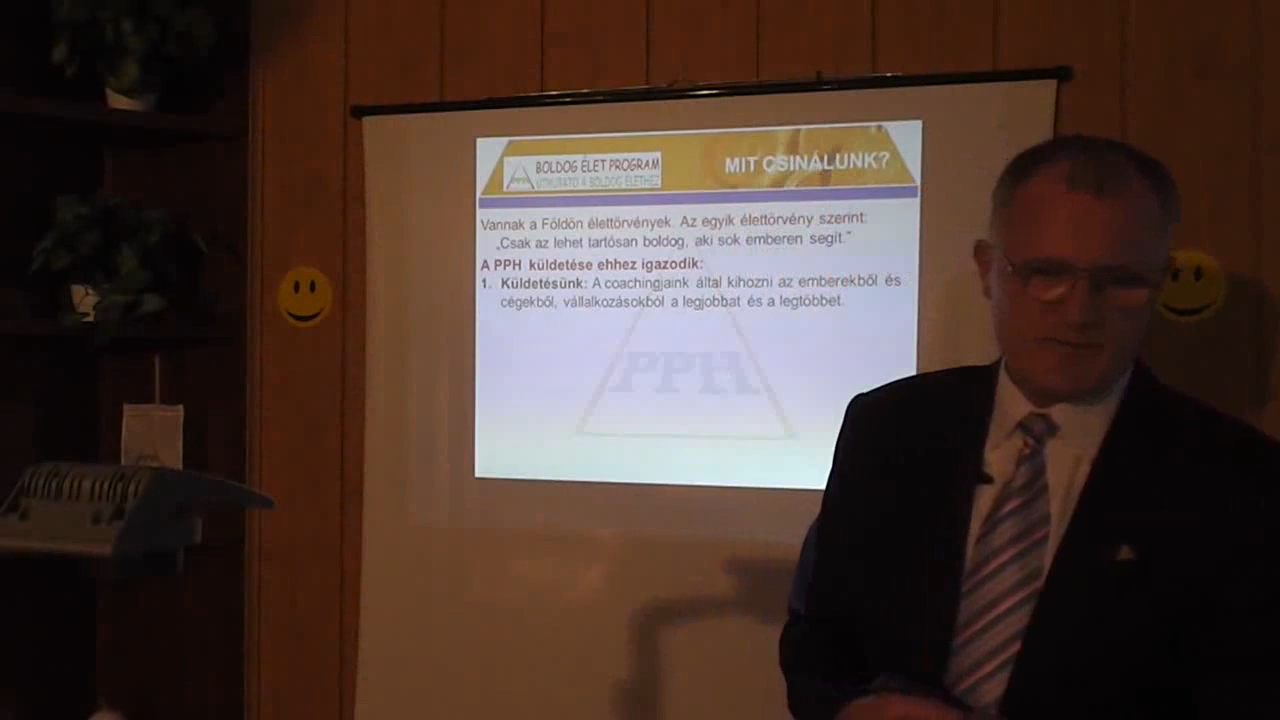 BOLDOG ÉLET PROGRAM
ÚTMUTATÓ A BOLDOG ÉLETHEZ
MIT CSINÁLUNK?
Vannak a Földön élettörvények. Az egyik élettörvény szerint:
„Csak az lehet tartósan boldog, aki sok emberen segít.”
A PPH küldetése ehhez igazodik:
1. Küldetésünk: A coachingjaink által kihozni az emberekből és
cégekből, vállalkozásokból a legjobbat és a legtöbbet.
PPH